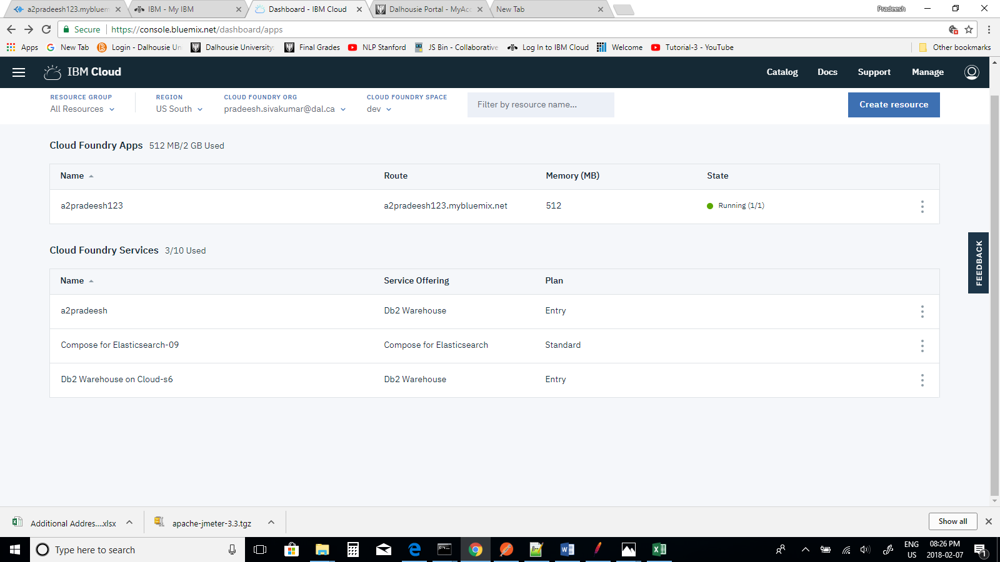 a2pradeesh123.mybluem
IBM - My IBM
Dashboard - IBM Cloud
Dalhousie Portal - MyAcc
New Tab
Pradeesh
Secure
https://console.bluemix.net/dashboard/apps
Apps
New Tab
Login - Dalhousie Un
Dalhousie University:
Final Grades
NLP Stanford
JS Bin - Collaborative
Log In to IBM Cloud
Welcome
Tutorial-3 - YouTube
Other bookmarks
IBM Cloud
Catalog
Docs
Support
Manage
RESOURCE GROUP
All Resources
REGION
US South
CLOUD FOUNDRY ORG
pradeesh.sivakumar@dal.ca
CLOUD FOUNDRY SPACE
dev
Filter by resource name...
Create resource
Cloud Foundry Apps 512 MB/2 GB Used
Name Route Memory (MB) State
a2pradeesh123 a2pradeesh123.mybluemix.net 512 Running (1/1)
Cloud Foundry Services 3/10 Used
Name Service Offering Plan
a2pradeesh Db2 Warehouse Entry
Compose for Elasticsearch-09 Compose for Elasticsearch Standard
Db2 Warehouse on Cloud-s6 Db2 Warehouse Entry
FEEDBACK
Additional Addres....xlsx
apache-jmeter-3.3.tgz
Show all
Type here to search
ENG
US
08:26 PM
2018-02-07
1